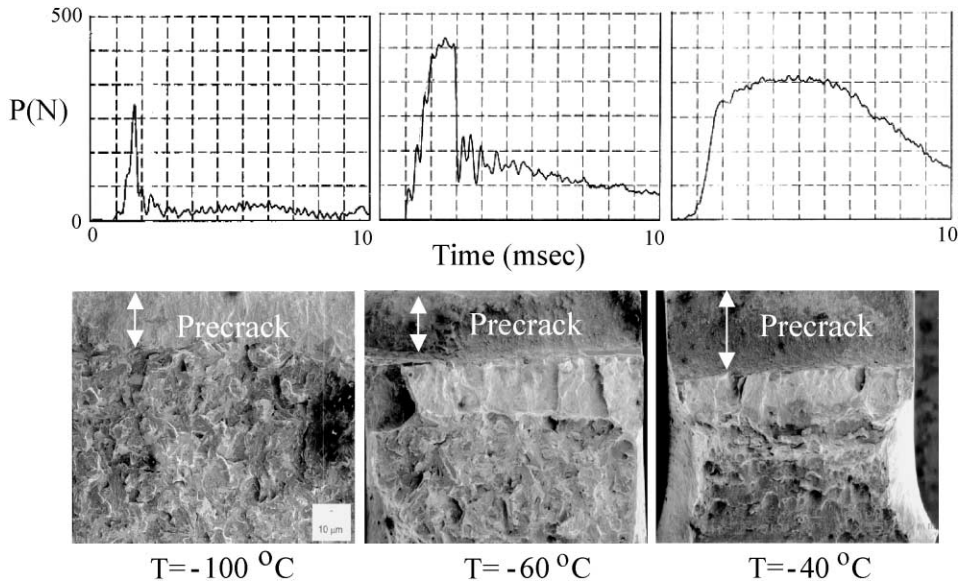 500
P(N)
0
0 10 10 10
Time (msec)
Precrack Precrack Precrack
10 µm
T=-100 °C T=-60 °C T=-40 °C